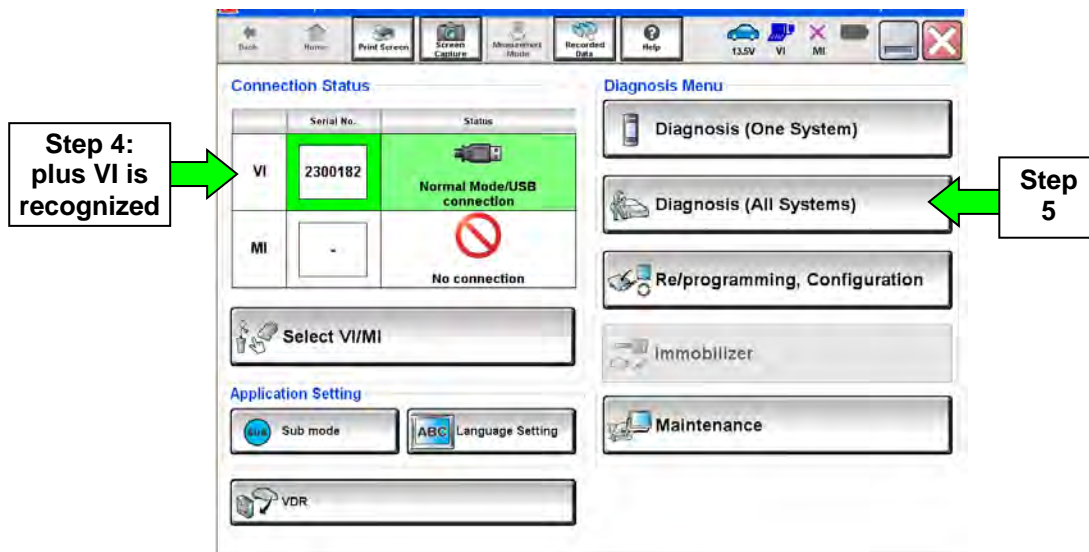 Back
Home
Print Screen
Screen
Capture
Measurement
Mode
Recorded
Data
Help
13.5V
VI
MI
Connection Status
Serial No.
Status
VI
2300182
Normal Mode/USB
connection
MI
-
No connection
Select VI/MI
Application Setting
SUB
Sub mode
ABC
Language Setting
VDR
Diagnosis Menu
Diagnosis (One System)
Diagnosis (All Systems)
Re/programming, Configuration
Immobilizer
Maintenance
Step 4:
plus VI is
recognized
Step
5